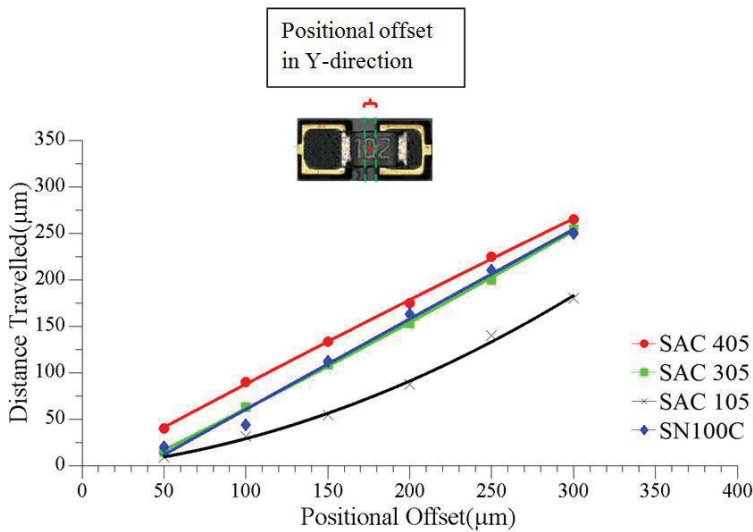 Positional offset
in Y-direction
102
350
300
250
200
150
100
50
0
Distance Travelled(μm)
SAC 405
SAC 305
SAC 105
SN100C
0 50 100 150 200 250 300 350 400
Positional Offset(μm)